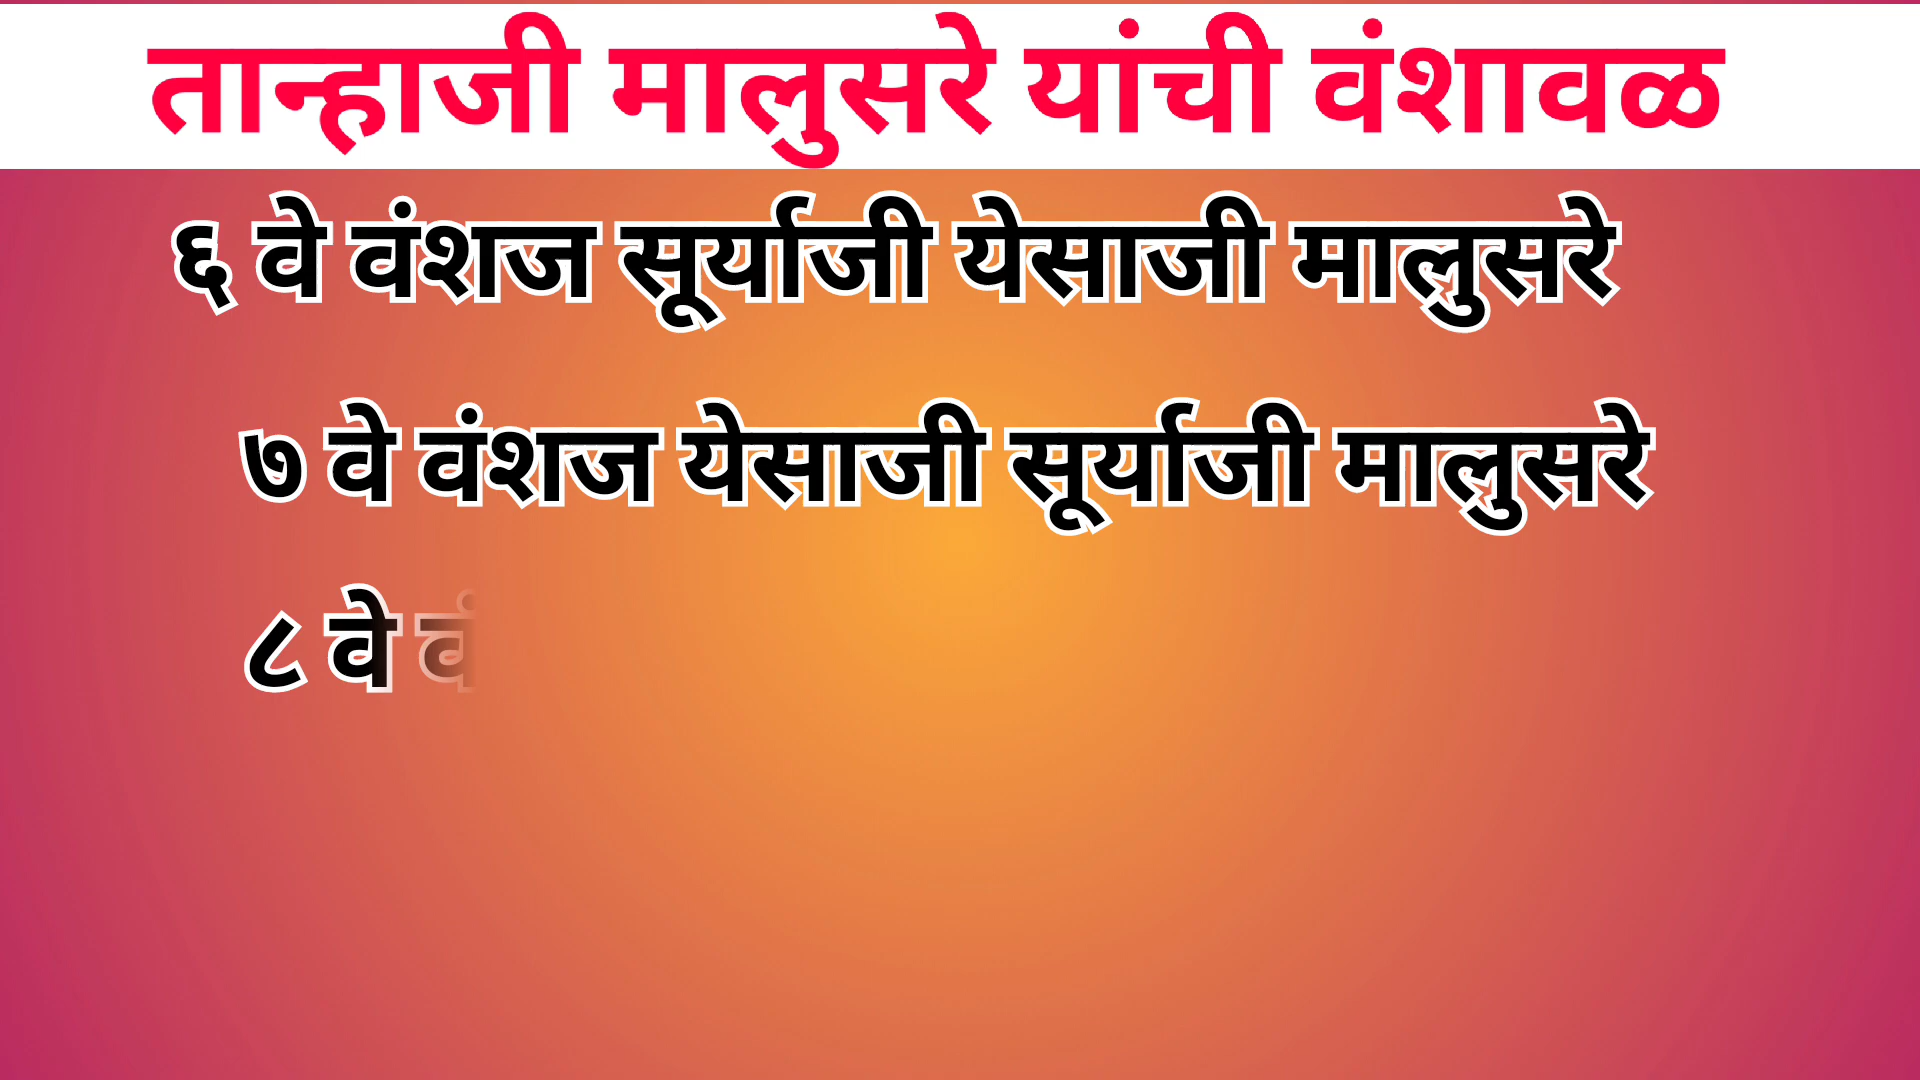 तान्हाजी मालुसरे यांची वंशावळ
६ वे वंशज सूर्याजी येसाजी मालुसरे
७ वे वंशज येसाजी सूर्याजी मालुसरे
८ वे